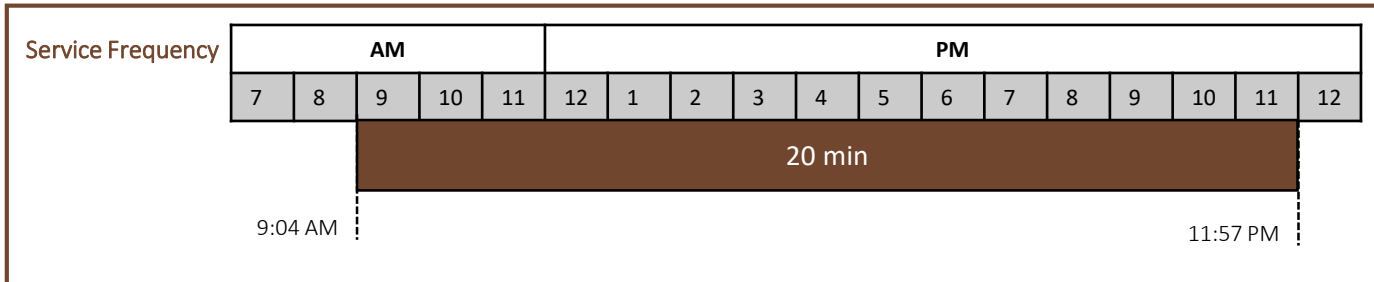 Service Frequency
AM PM
7 8 9 10 11 12 1 2 3 4 5 6 7 8 9 10 11 12
20 min
9:04 AM 11:57 PM